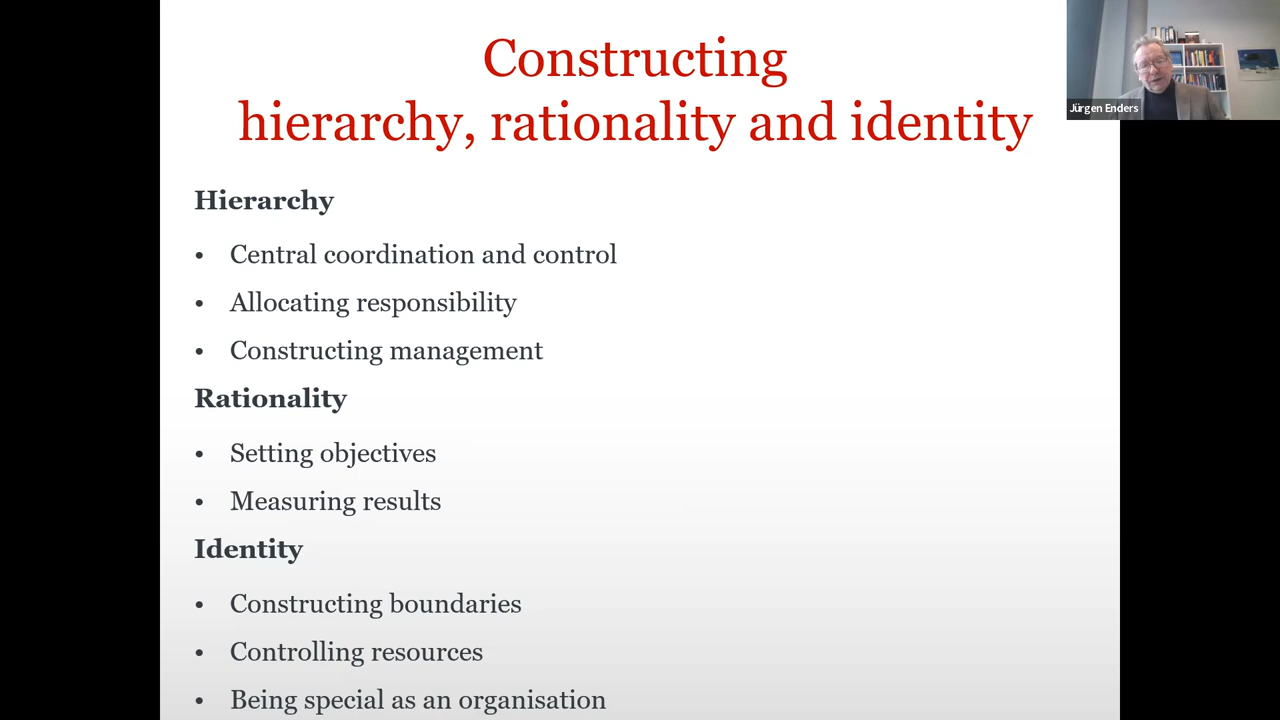 Constructing
hierarchy, rationality and identity
Jürgen Enders
Hierarchy
• Central coordination and control
• Allocating responsibility
• Constructing management
Rationality
• Setting objectives
• Measuring results
Identity
• Constructing boundaries
• Controlling resources
• Being special as an organisation